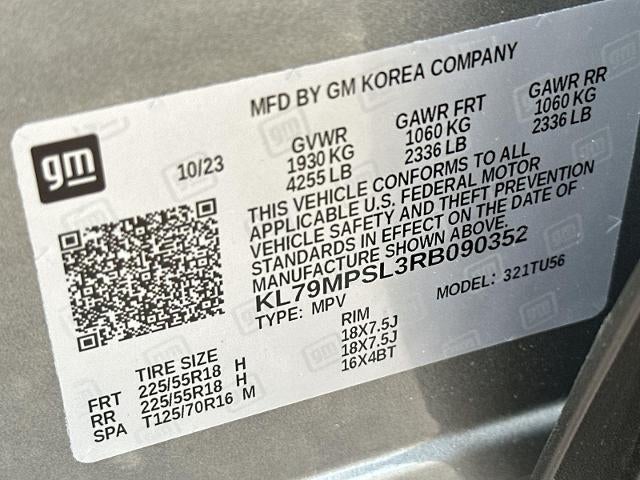 gm
MFD BY GM KOREA COMPANY
10/23
GVWR GAWR FRT GAWR RR
1930 KG 1060 KG 1060 KG
4255 LB 2336 LB 2336 LB
THIS VEHICLE CONFORMS TO ALL
APPLICABLE U.S. FEDERAL MOTOR
VEHICLE SAFETY AND THEFT PREVENTION
STANDARDS IN EFFECT ON THE DATE OF
MANUFACTURE SHOWN ABOVE.
KL79MPSL3RB090352
TYPE: MPV MODEL: 321TU56
TIRE SIZE RIM
FRT 225/55R18 H 18X7.5J
RR 225/55R18 H 18X7.5J
SPA T125/70R16 M 16X4BT